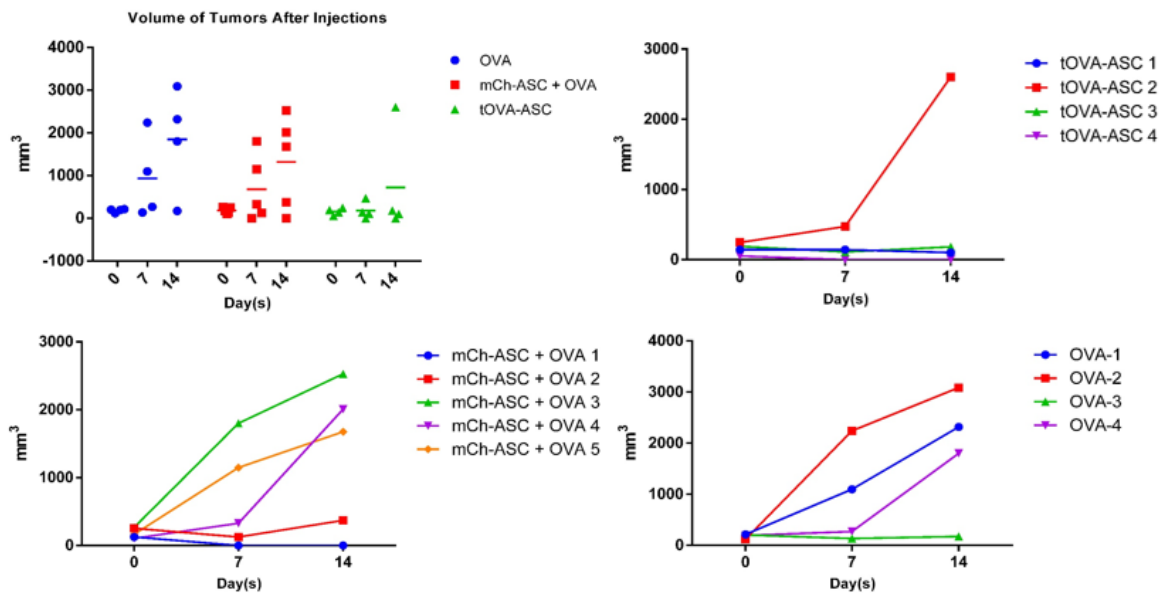 Volume of Tumors After Injections
4000
3000
2000
1000
0
-1000
mm³
0
7
14
0
7
14
0
7
14
Day(s)
Day(s)
Day(s)
OVA
mCh-ASC + OVA
tOVA-ASC
3000
2000
1000
0
mm³
0
7
14
Day(s)
tOVA-ASC 1
tOVA-ASC 2
tOVA-ASC 3
tOVA-ASC 4
3000
2000
1000
0
mm³
0
7
14
Day(s)
mCh-ASC + OVA 1
mCh-ASC + OVA 2
mCh-ASC + OVA 3
mCh-ASC + OVA 4
mCh-ASC + OVA 5
4000
3000
2000
1000
0
mm³
0
7
14
Day(s)
OVA-1
OVA-2
OVA-3
OVA-4